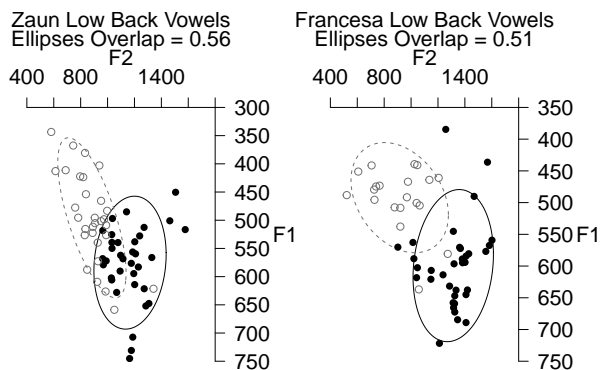 Zaun Low Back Vowels
Ellipses Overlap = 0.56
F2
400 800 1400
300
350
400
450
500
550
600
650
700
750
F1
Francesa Low Back Vowels
Ellipses Overlap = 0.51
F2
400 800 1400
350
400
450
500
550
600
650
700
750
F1